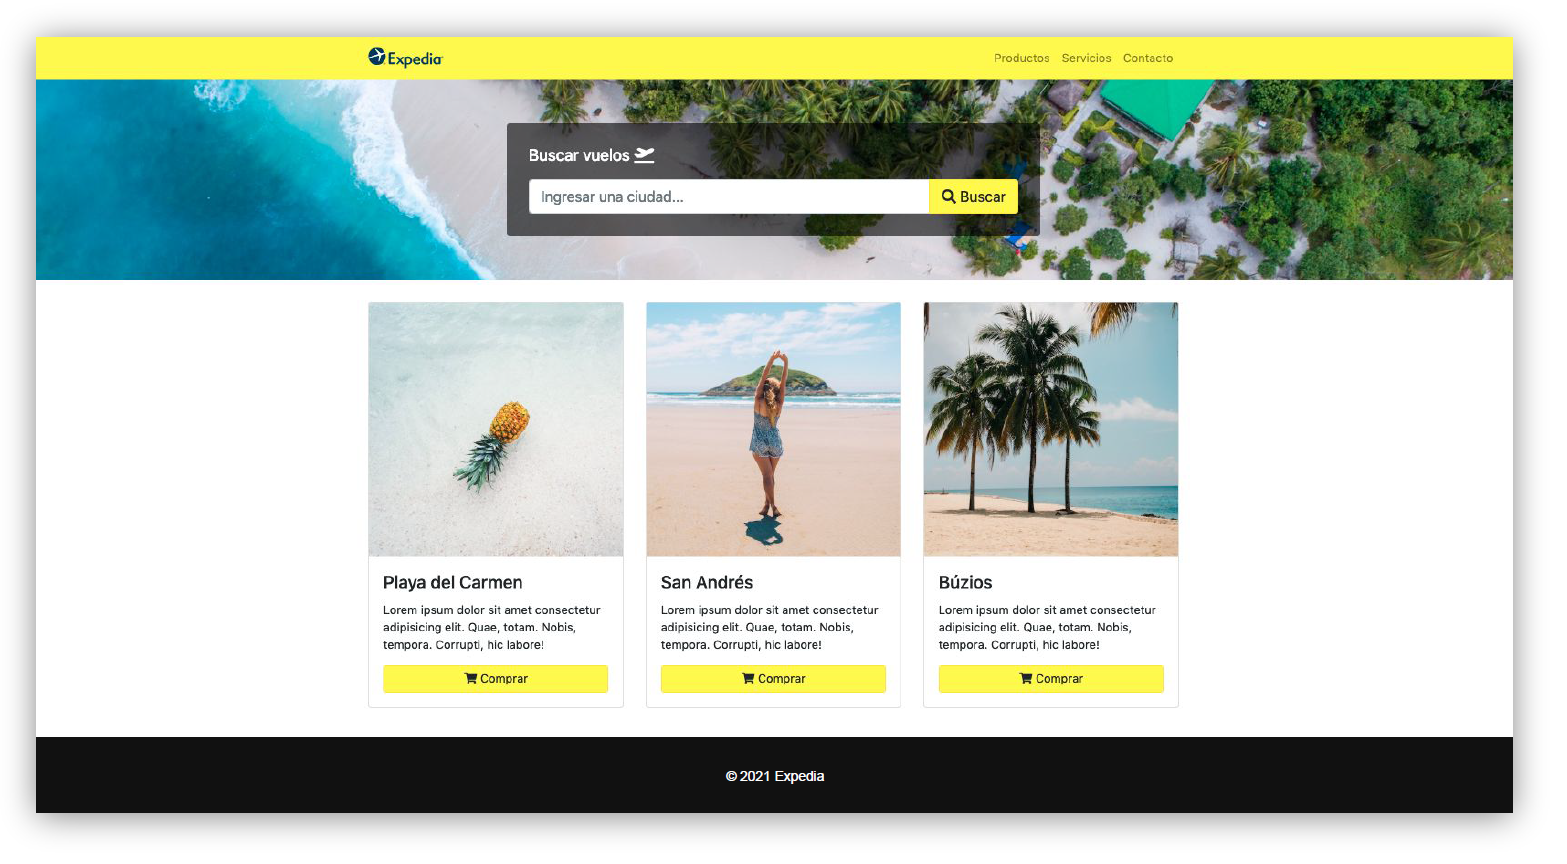 Expedia
Productos Servicios Contacto
Buscar vuelos
Ingresar una ciudad...
Buscar
Playa del Carmen
Lorem ipsum dolor sit amet consectetur
adipisicing elit. Quae, totam. Nobis,
tempora. Corrupti, hic labore!
Comprar
San Andrés
Lorem ipsum dolor sit amet consectetur
adipisicing elit. Quae, totam. Nobis,
tempora. Corrupti, hic labore!
Comprar
Búzios
Lorem ipsum dolor sit amet consectetur
adipisicing elit. Quae, totam. Nobis,
tempora. Corrupti, hic labore!
Comprar
© 2021 Expedia